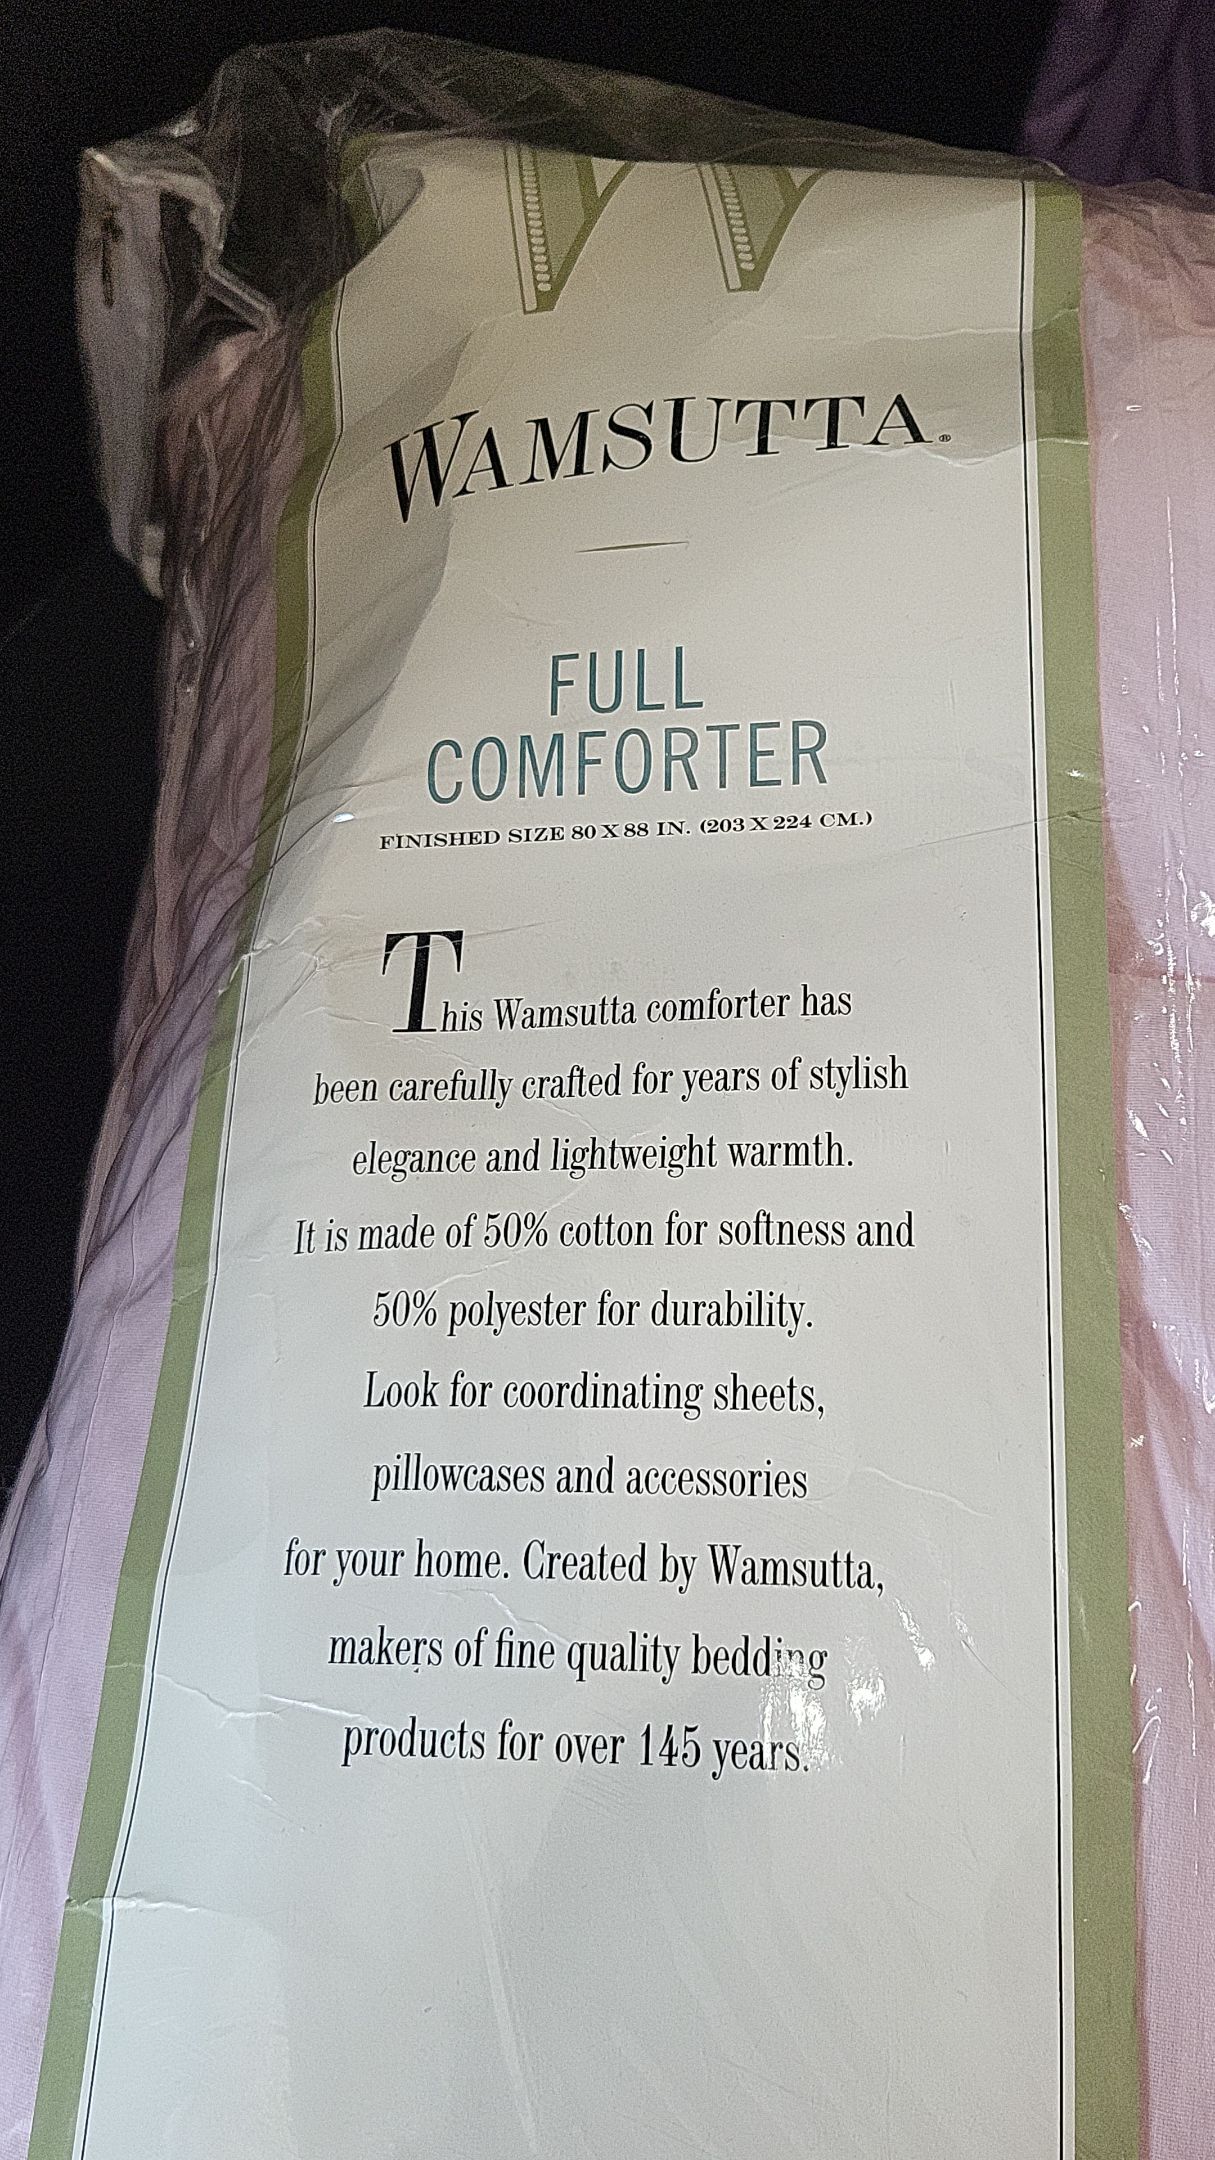 WAMSUTTA®
FULL
COMFORTER
FINISHED SIZE 80 X 88 IN. (203 X 224 CM.)
This Wamsutta comforter has
been carefully crafted for years of stylish
elegance and lightweight warmth.
It is made of 50% cotton for softness and
50% polyester for durability.
Look for coordinating sheets,
pillowcases and accessories
for your home. Created by Wamsutta,
makers of fine quality bedding
products for over 145 years.